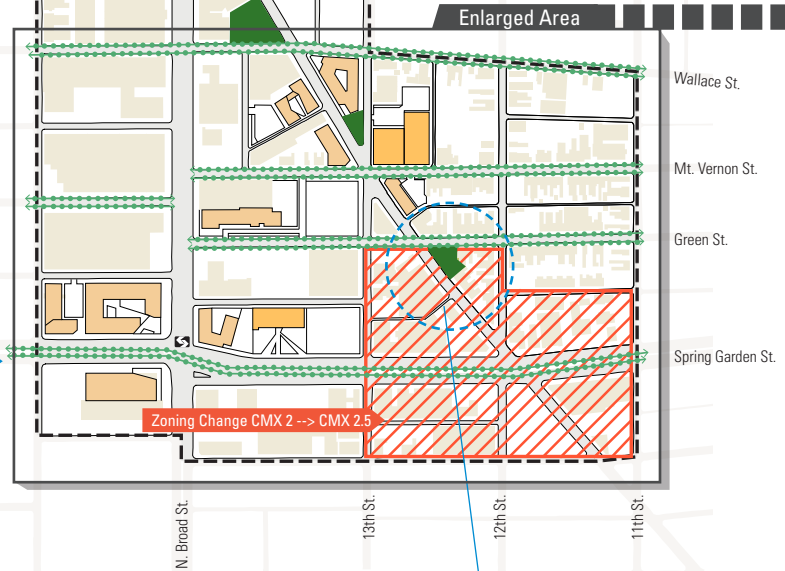 Enlarged Area
Wallace St.
Mt. Vernon St.
Green St.
Spring Garden St.
Zoning Change CMX 2 --> CMX 2.5
S
N. Broad St.
13th St.
12th St.
11th St.